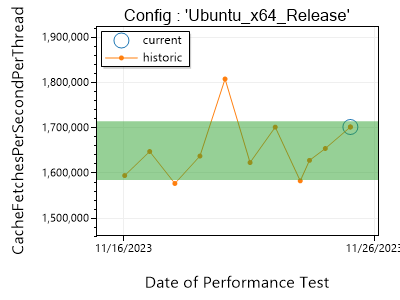 Config : 'Ubuntu_x64_Release'
CacheFetchesPerSecondPerThread
1,900,000
1,800,000
1,700,000
1,600,000
1,500,000
current
historic
11/16/2023
11/26/2023
Date of Performance Test